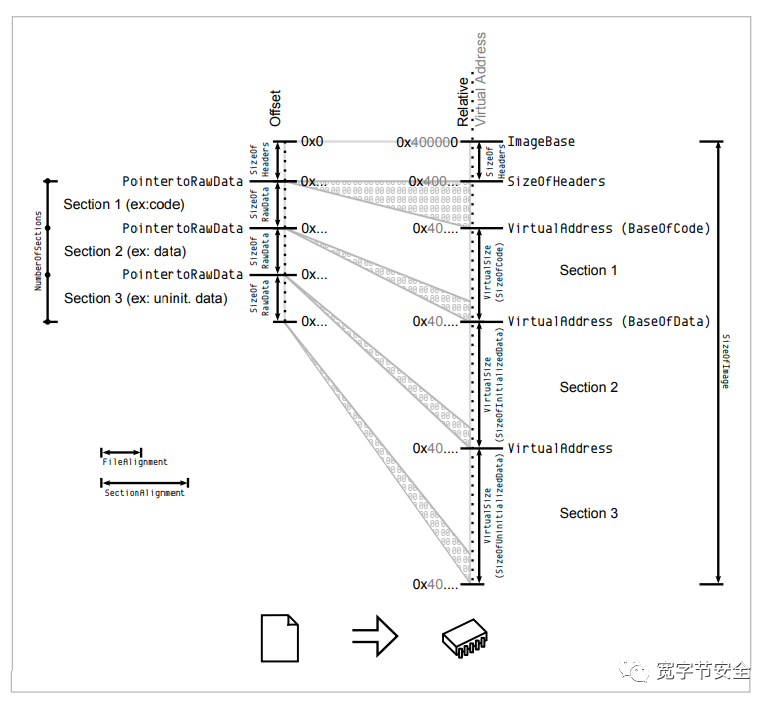 Offset
Relative
Virtual Address
0x0
0x400000
ImageBase
SizeOf
Headers
SizeOf
Headers
PointertoRawData
0x...
0x400...
SizeOfHeaders
NumberOfSections
Section 1 (ex:code)
SizeOf
RawData
PointertoRawData
0x...
0x40....
VirtualAddress (BaseOfCode)
Section 2 (ex: data)
SizeOf
RawData
VirtualSize
(SizeOfCode)
Section 1
PointertoRawData
0x...
Section 3 (ex: uninit. data)
SizeOf
RawData
0x...
0x40....
VirtualAddress (BaseOfData)
SizeOfImage
VirtualSize
(SizeOfInitializedData)
Section 2
FileAlignment
0x40....
VirtualAddress
SectionAlignment
VirtualSize
(SizeOfUninitializedData)
Section 3
0x40....
宽字节安全